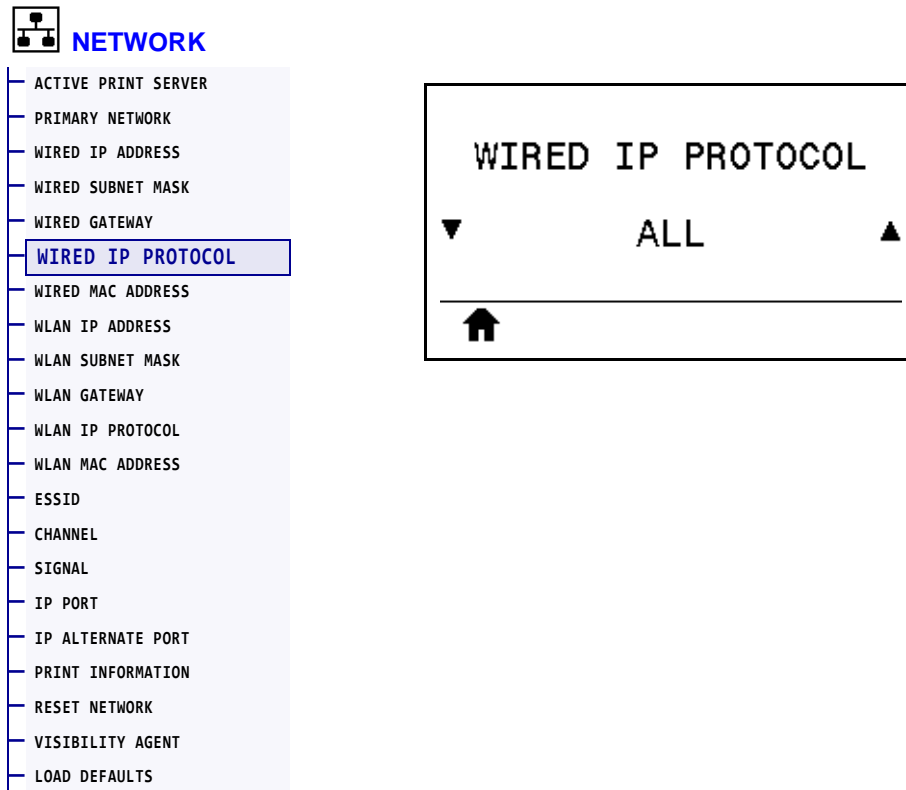 NETWORK
ACTIVE PRINT SERVER
PRIMARY NETWORK
WIRED IP ADDRESS
WIRED SUBNET MASK
WIRED GATEWAY
WIRED IP PROTOCOL
WIRED MAC ADDRESS
WLAN IP ADDRESS
WLAN SUBNET MASK
WLAN GATEWAY
WLAN IP PROTOCOL
WLAN MAC ADDRESS
ESSID
CHANNEL
SIGNAL
IP PORT
IP ALTERNATE PORT
PRINT INFORMATION
RESET NETWORK
VISIBILITY AGENT
LOAD DEFAULTS
WIRED IP PROTOCOL
ALL